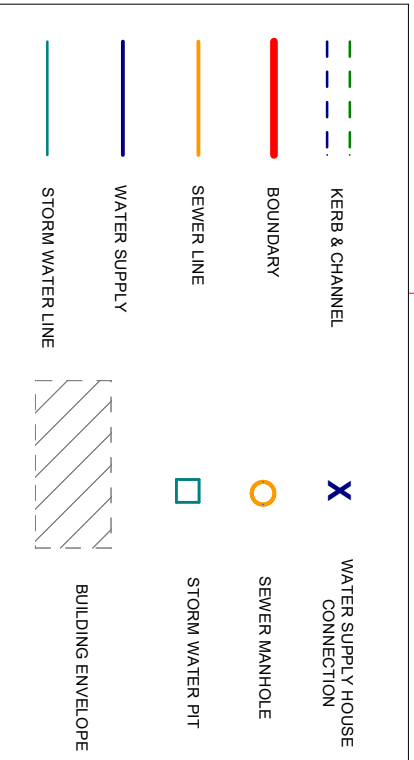 KERB & CHANNEL
BOUNDARY
SEWER LINE
WATER SUPPLY
STORM WATER LINE
X
WATER SUPPLY HOUSE
CONNECTION
SEWER MANHOLE
STORM WATER PIT
BUILDING ENVELOPE